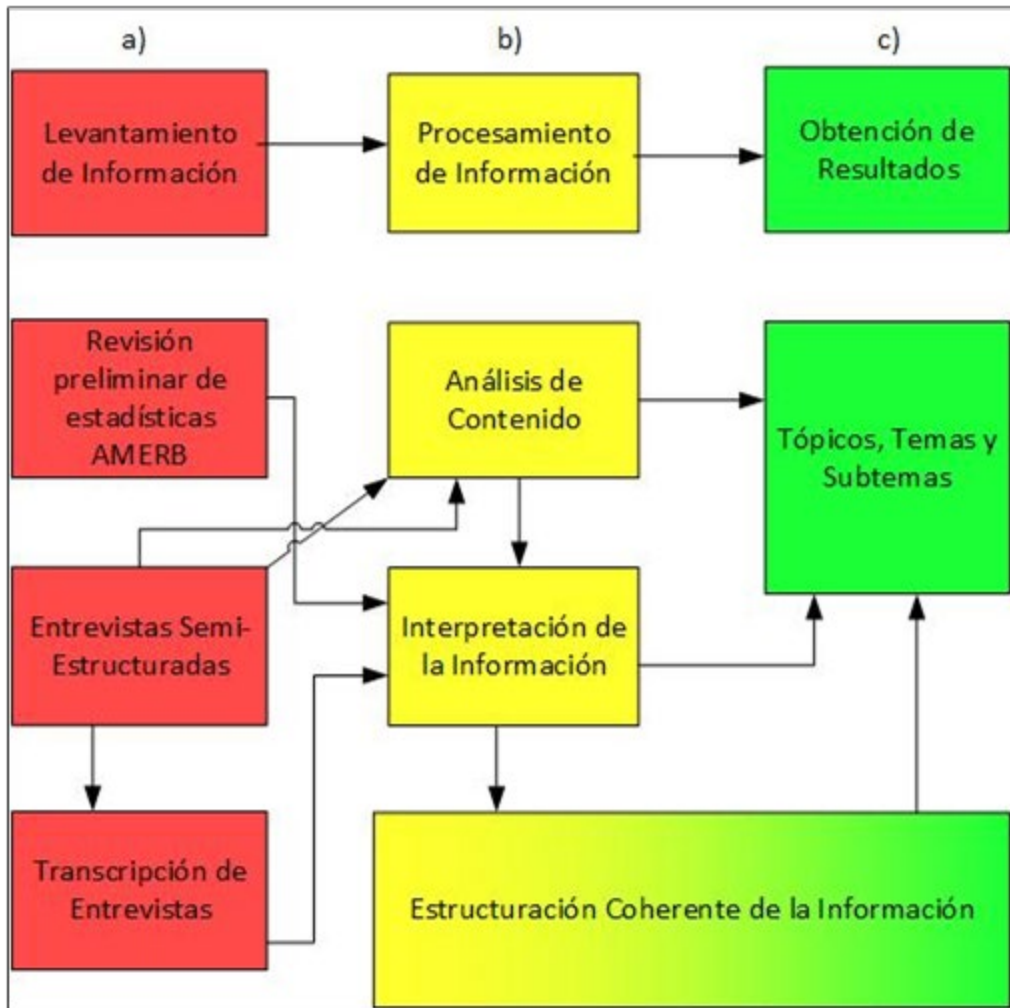 a)
b)
c)
Levantamiento
de Información
Procesamiento
de Información
Obtención de
Resultados
Revisión
preliminar de
estadísticas
AMERB
Análisis de
Contenido
Tópicos, Temas y
Subtemas
Entrevistas Semi-
Estructuradas
Interpretación de
la Información
Transcripción de
Entrevistas
Estructuración Coherente de la Información